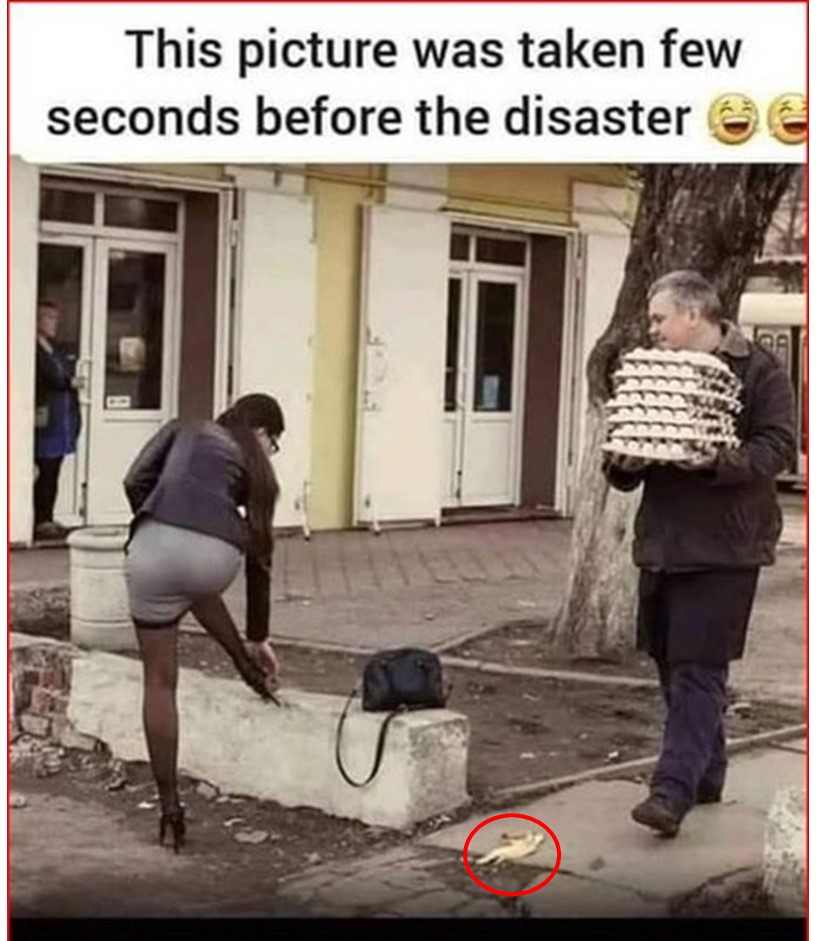 This picture was taken few
seconds before the disaster 😆😆